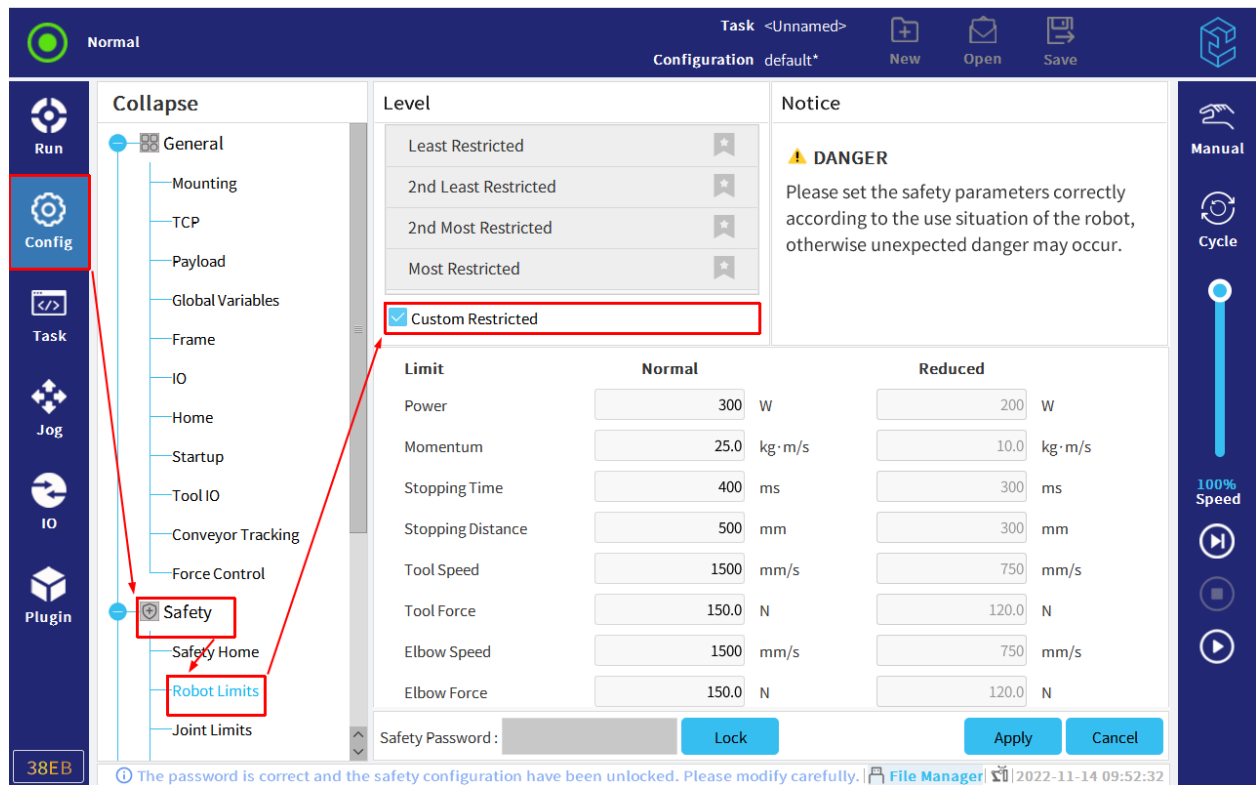 Normal
Task <Unnamed>
Configuration default*
New
Open
Save
Run
Config
Task
Jog
IO
Plugin
38EB
Collapse
General
Mounting
TCP
Payload
Global Variables
Frame
IO
Home
Startup
Tool IO
Conveyor Tracking
Force Control
Safety
Safety Home
Robot Limits
Joint Limits
Level
Least Restricted
2nd Least Restricted
2nd Most Restricted
Most Restricted
Custom Restricted
Notice
DANGER
Please set the safety parameters correctly
according to the use situation of the robot,
otherwise unexpected danger may occur.
Limit Normal Reduced
Power 300 W 200 W
Momentum 25.0 kg·m/s 10.0 kg·m/s
Stopping Time 400 ms 300 ms
Stopping Distance 500 mm 300 mm
Tool Speed 1500 mm/s 750 mm/s
Tool Force 150.0 N 120.0 N
Elbow Speed 1500 mm/s 750 mm/s
Elbow Force 150.0 N 120.0 N
Safety Password : Lock Apply Cancel
The password is correct and the safety configuration have been unlocked. Please modify carefully. File Manager 2022-11-14 09:52:32
Manual
Cycle
100%
Speed